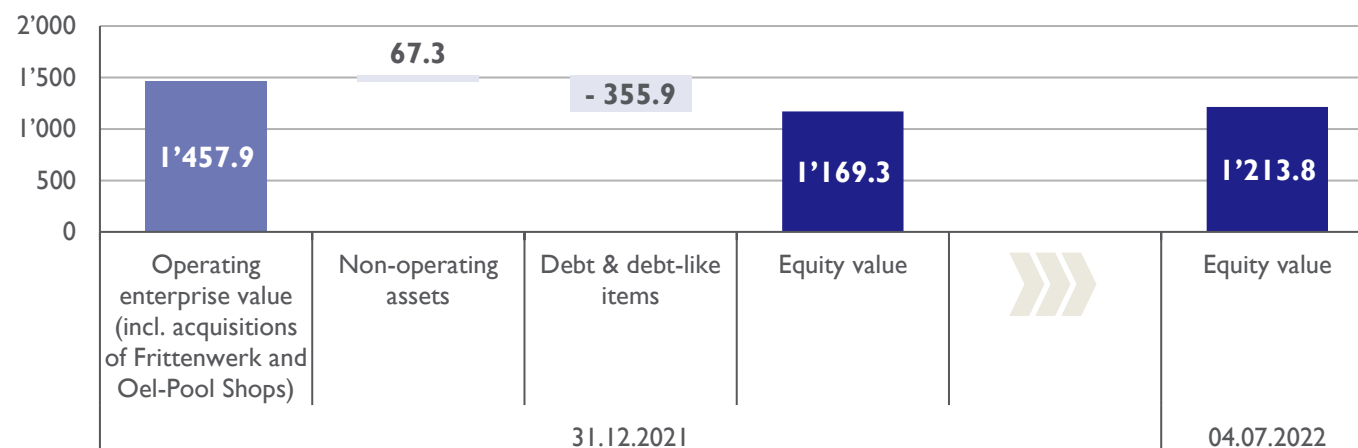 2’000
1’500
1’000
500
0
67.3
- 355.9
1’457.9
1’169.3
1’213.8
Operating
enterprise value
(incl. acquisitions
of Frittenwerk and
Oel-Pool Shops)
Non-operating
assets
Debt & debt-like
items
Equity value
Equity value
31.12.2021
04.07.2022